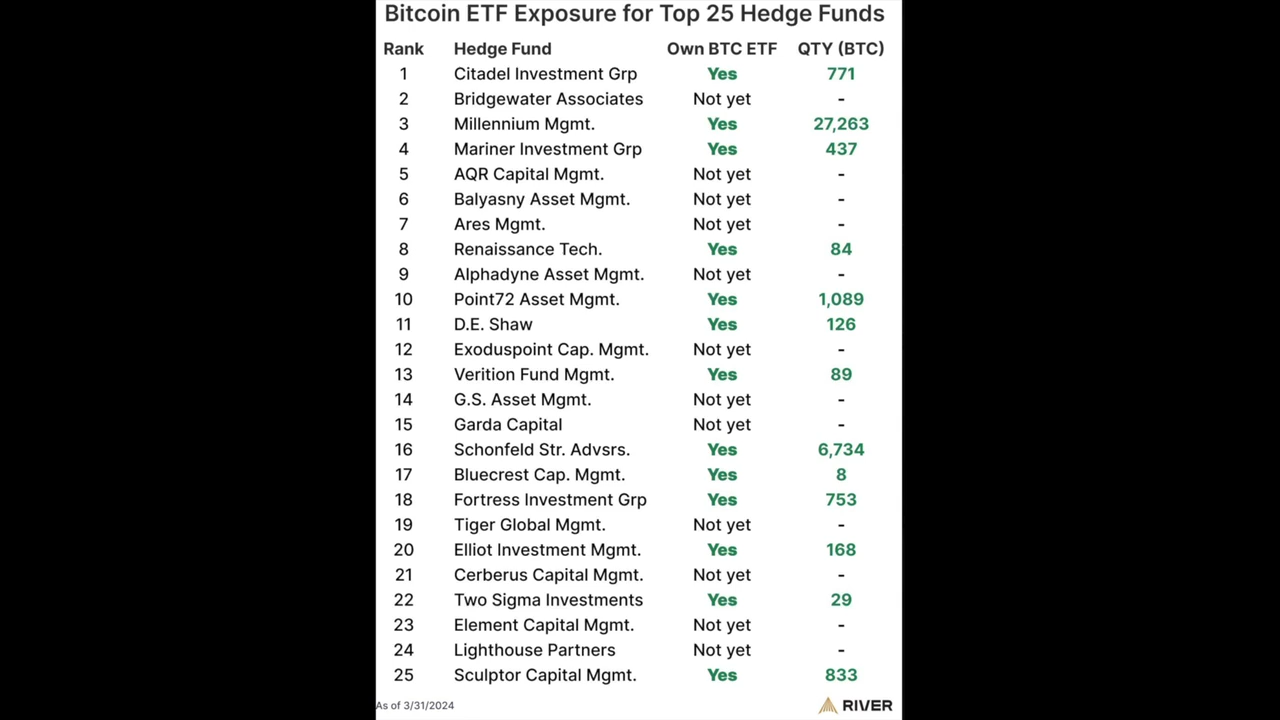 Bitcoin ETF Exposure for Top 25 Hedge Funds
Rank Hedge Fund Own BTC ETF QTY (BTC)
1 Citadel Investment Grp Yes 771
2 Bridgewater Associates Not yet -
3 Millennium Mgmt. Yes 27,263
4 Mariner Investment Grp Yes 437
5 AQR Capital Mgmt. Not yet -
6 Balyasny Asset Mgmt. Not yet -
7 Ares Mgmt. Not yet -
8 Renaissance Tech. Yes 84
9 Alphadyne Asset Mgmt. Not yet -
10 Point72 Asset Mgmt. Yes 1,089
11 D.E. Shaw Yes 126
12 Exoduspoint Cap. Mgmt. Not yet -
13 Verition Fund Mgmt. Yes 89
14 G.S. Asset Mgmt. Not yet -
15 Garda Capital Not yet -
16 Schonfeld Str. Advsrs. Yes 6,734
17 Bluecrest Cap. Mgmt. Yes 8
18 Fortress Investment Grp Yes 753
19 Tiger Global Mgmt. Not yet -
20 Elliot Investment Mgmt. Yes 168
21 Cerberus Capital Mgmt. Not yet -
22 Two Sigma Investments Yes 29
23 Element Capital Mgmt. Not yet -
24 Lighthouse Partners Not yet -
25 Sculptor Capital Mgmt. Yes 833
As of 3/31/2024 RIVER